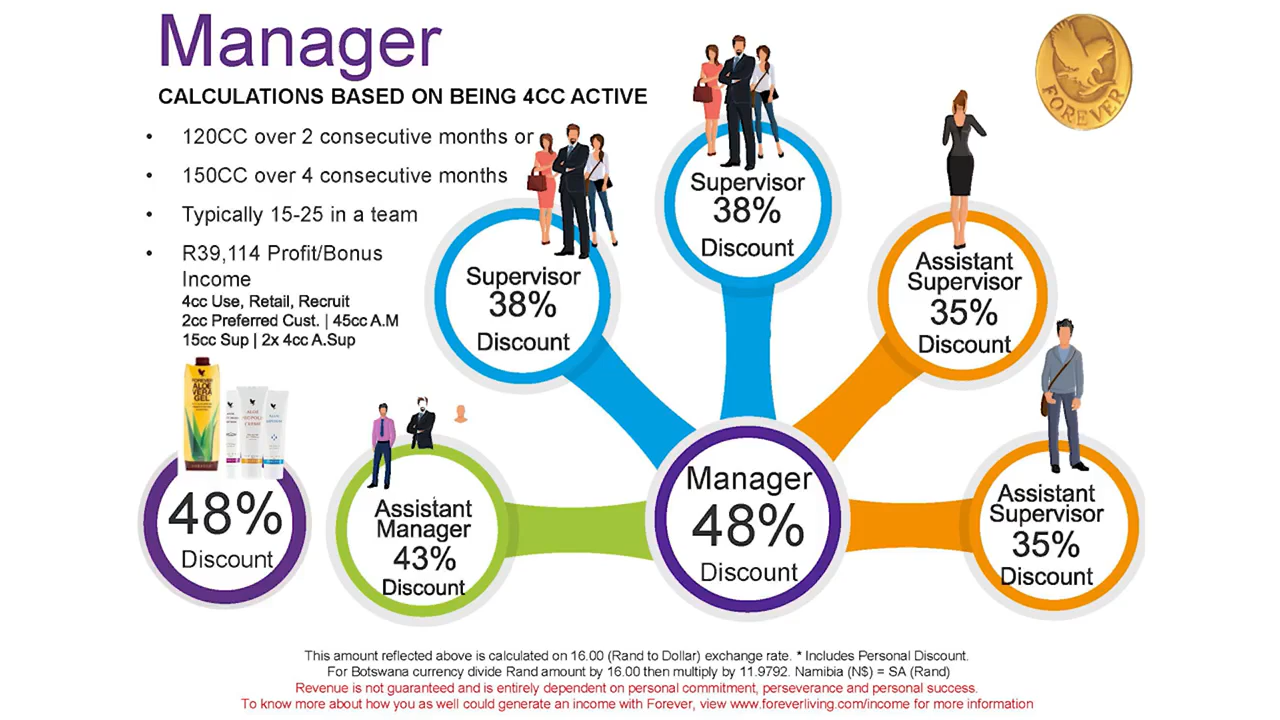 Manager
CALCULATIONS BASED ON BEING 4CC ACTIVE
• 120CC over 2 consecutive months or
• 150CC over 4 consecutive months
• Typically 15-25 in a team
• R39,114 Profit/Bonus
Income
4cc Use, Retail, Recruit
2cc Preferred Cust. | 45cc A.M
15cc Sup | 2x 4cc A.Sup
FOREVER
Supervisor
38%
Discount
Supervisor
38%
Discount
Assistant
Supervisor
35%
Discount
FOREVER
ALOE
VERA
GEL
48%
Discount
Assistant
Manager
43%
Discount
Manager
48%
Discount
Assistant
Supervisor
35%
Discount
This amount reflected above is calculated on 16.00 (Rand to Dollar) exchange rate. * Includes Personal Discount.
For Botswana currency divide Rand amount by 16.00 then multiply by 11.9792. Namibia (N$) = SA (Rand)
Revenue is not guaranteed and is entirely dependent on personal commitment, perseverance and personal success.
To know more about how you as well could generate an income with Forever, view www.foreverliving.com/income for more information